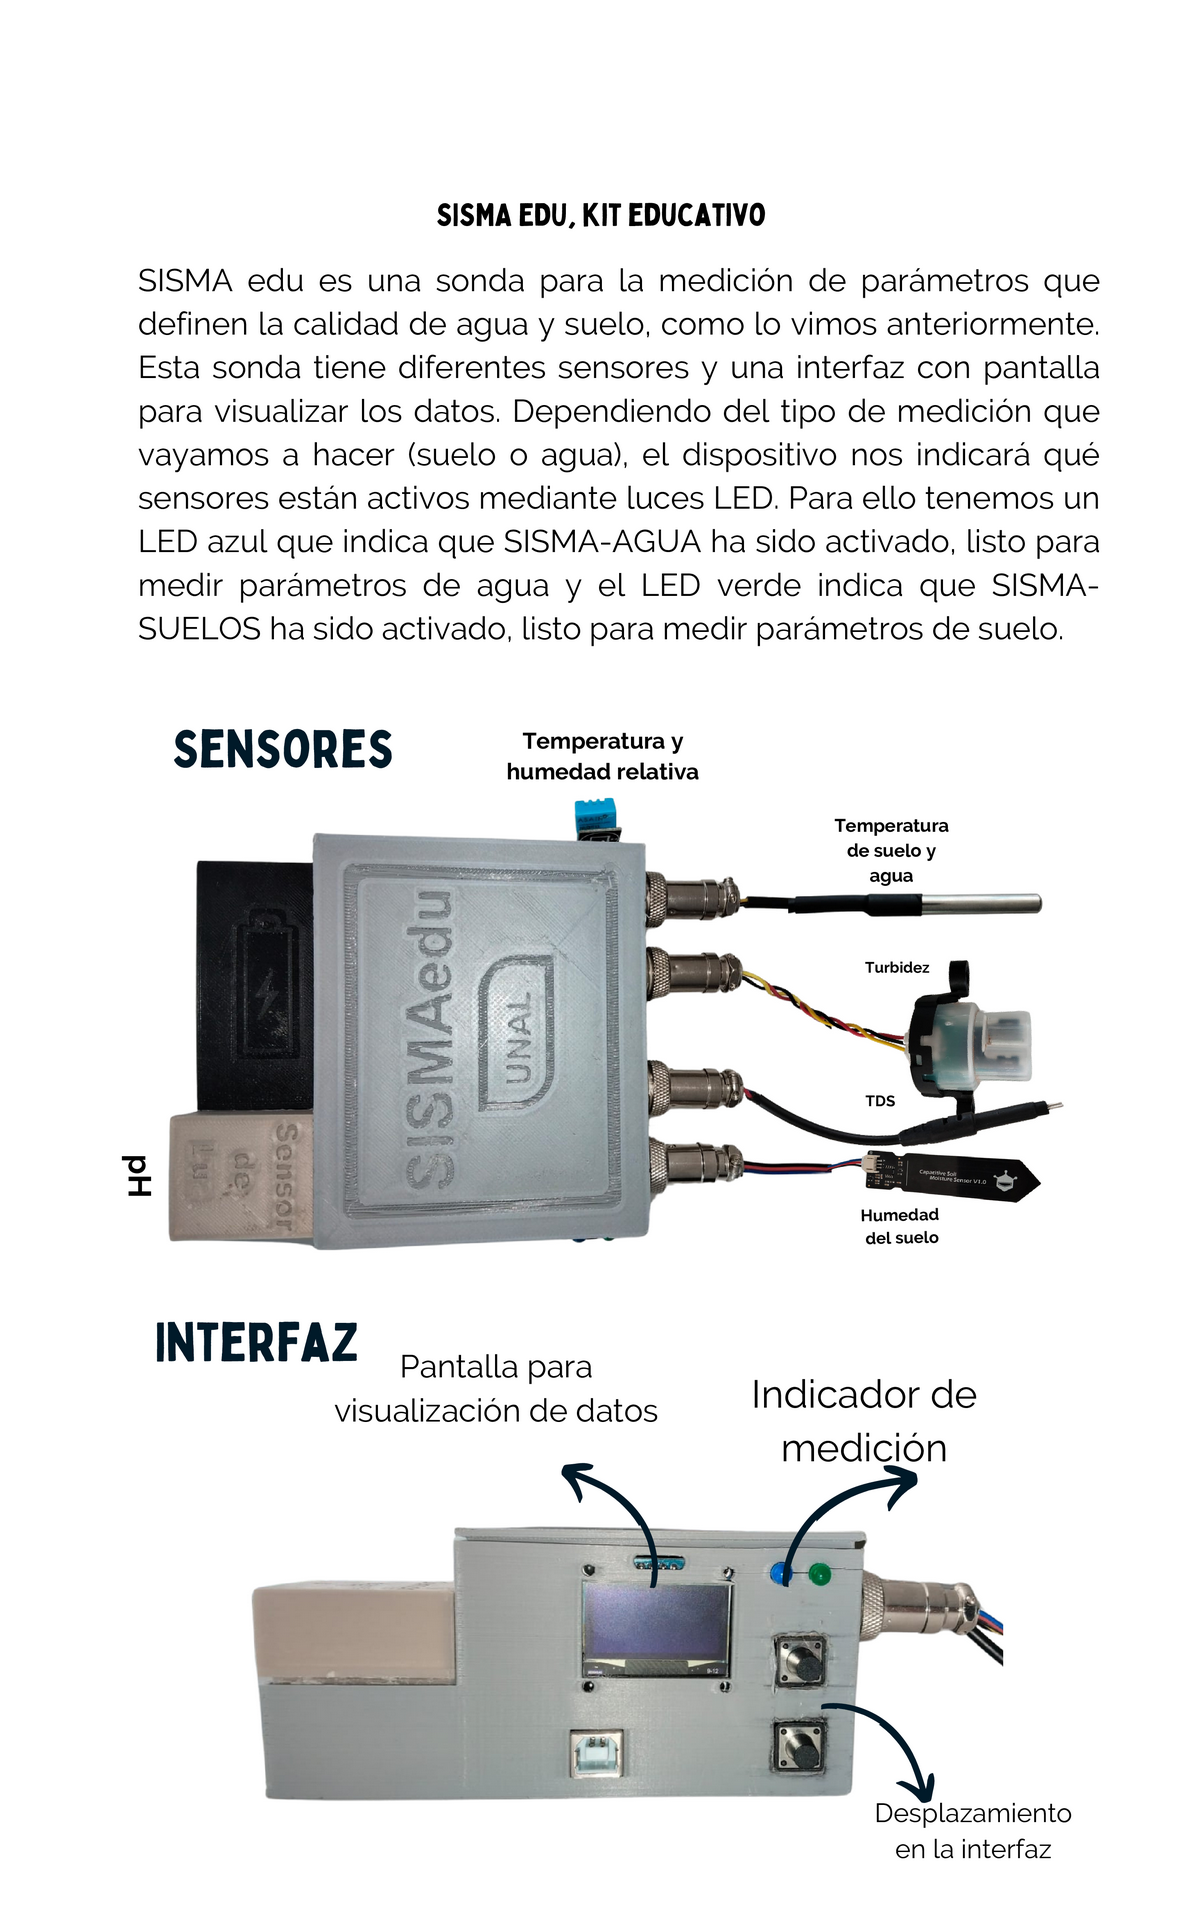 SISMA EDU, KIT EDUCATIVO
SISMA edu es una sonda para la medición de parámetros que
definen la calidad de agua y suelo, como lo vimos anteriormente.
Esta sonda tiene diferentes sensores y una interfaz con pantalla
para visualizar los datos. Dependiendo del tipo de medición que
vayamos a hacer (suelo o agua), el dispositivo nos indicará qué
sensores están activos mediante luces LED. Para ello tenemos un
LED azul que indica que SISMA-AGUA ha sido activado, listo para
medir parámetros de agua y el LED verde indica que SISMA-
SUELOS ha sido activado, listo para medir parámetros de suelo.
SENSORES
Temperatura y
humedad relativa
Temperatura
de suelo y
agua
Turbidez
TDS
Capacitive Soil
Moisture Sensor V1.0
Humedad
del suelo
SISMAedu
UNAL
pH
Sensor
de
INTERFAZ
Pantalla para
visualización de datos
Indicador de
medición
Desplazamiento
en la interfaz